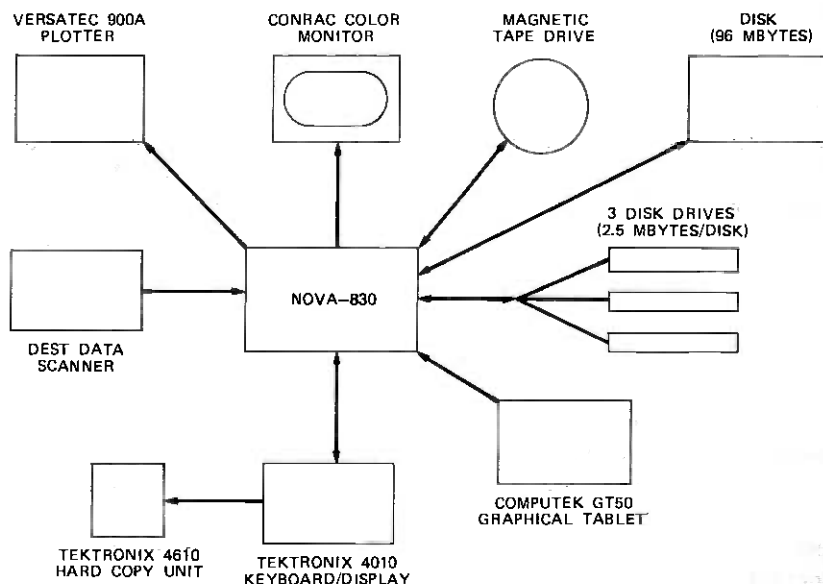 VERSATEC 900A
PLOTTER
CONRAC COLOR
MONITOR
MAGNETIC
TAPE DRIVE
DISK
(96 MBYTES)
3 DISK DRIVES
(2.5 MBYTES/DISK)
NOVA-830
DEST DATA
SCANNER
COMPUTEK GT50
GRAPHICAL TABLET
TEKTRONIX 4610
HARD COPY UNIT
TEKTRONIX 4010
KEYBOARD/DISPLAY